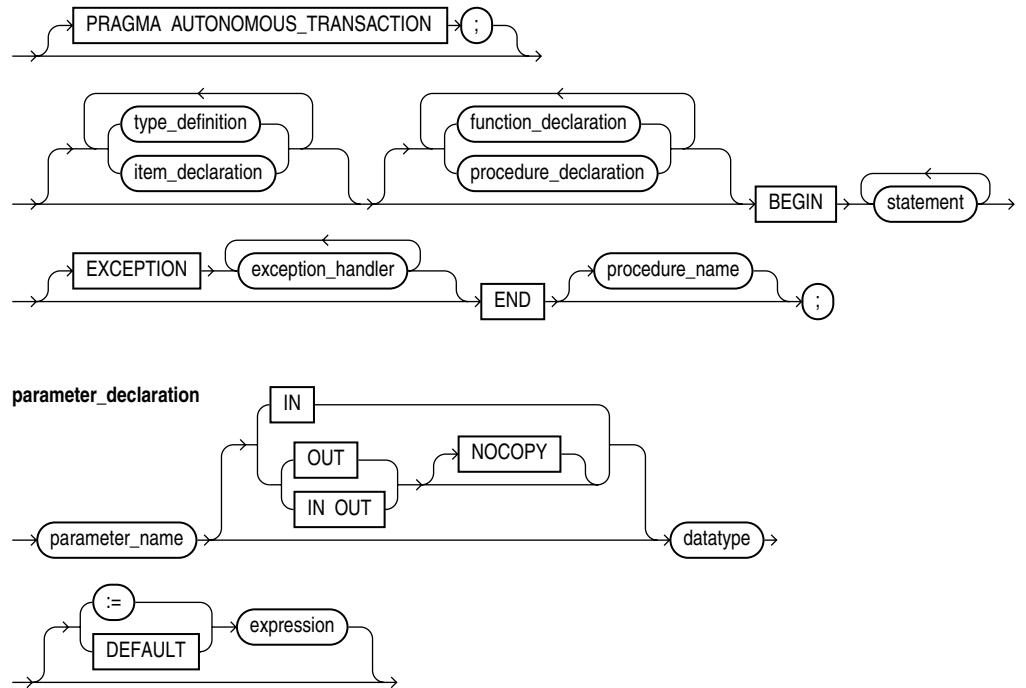 PRAGMA AUTONOMOUS_TRANSACTION ;
type_definition function_declaration
item_declaration procedure_declaration
BEGIN statement
EXCEPTION exception_handler procedure_name
END ;
parameter_declaration
IN
OUT NOCOPY
IN OUT
parameter_name datatype
:= expression
DEFAULT